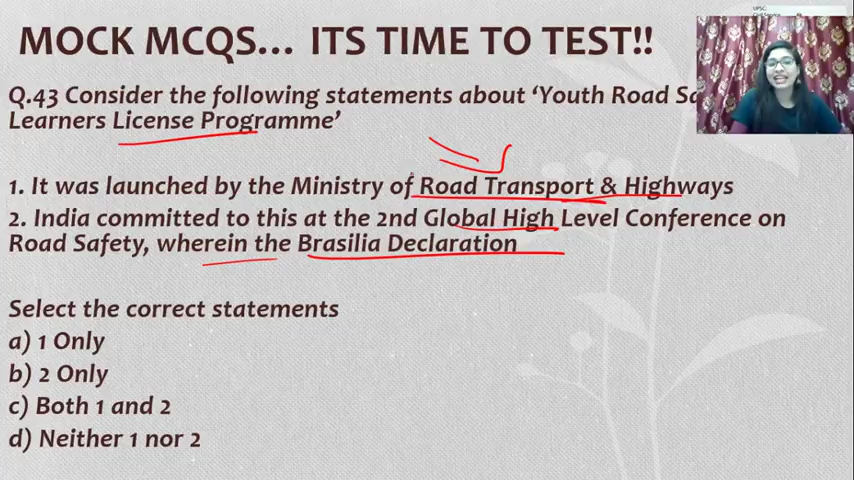 MOCK MCQS... ITS TIME TO TEST!!
Q.43 Consider the following statements about ‘Youth Road
Learners License Programme’
1. It was launched by the Ministry of Road Transport & Highways
2. India committed to this at the 2nd Global High Level Conference on
Road Safety, wherein the Brasilia Declaration
Select the correct statements
a) 1 Only
b) 2 Only
c) Both 1 and 2
d) Neither 1 nor 2
UPSC